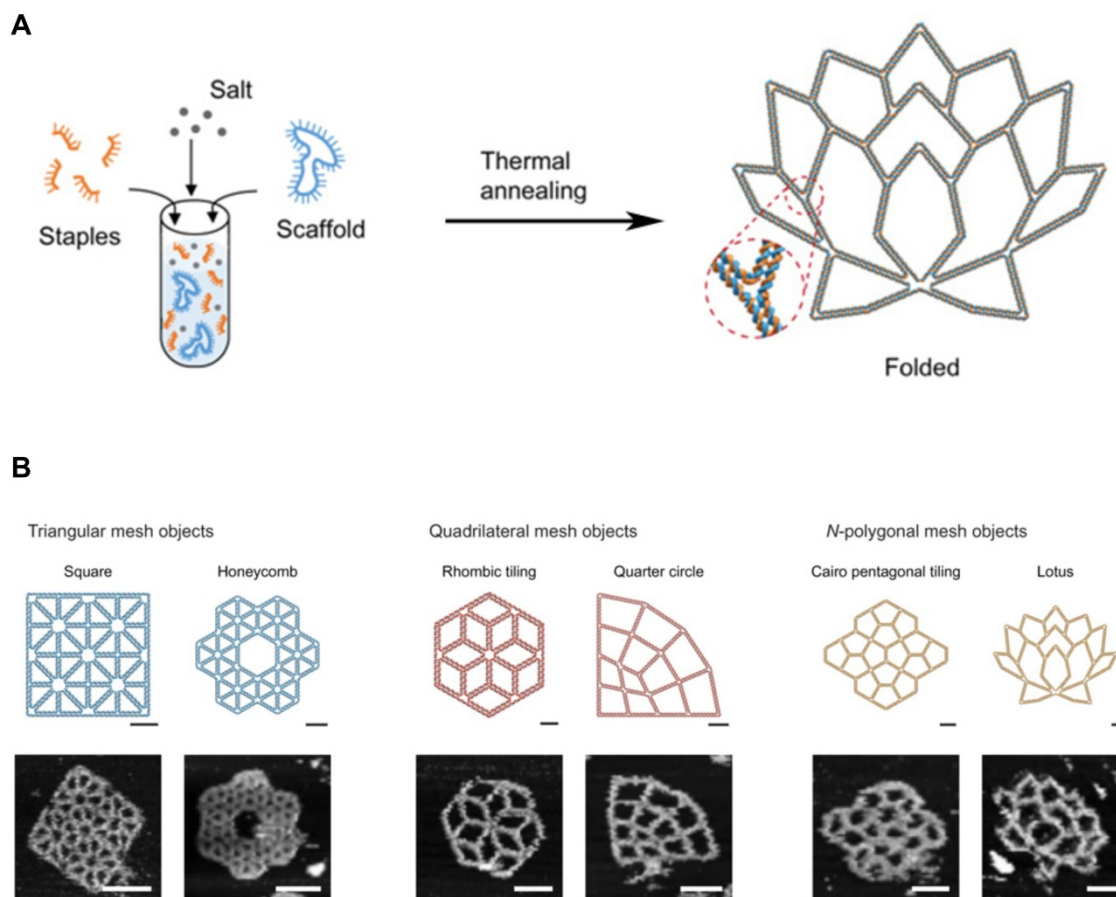 A
Salt
Staples
Scaffold
Thermal
annealing
Folded
B
Triangular mesh objects
Quadrilateral mesh objects
N-polygonal mesh objects
Square
Honeycomb
Rhombic tiling
Quarter circle
Cairo pentagonal tiling
Lotus